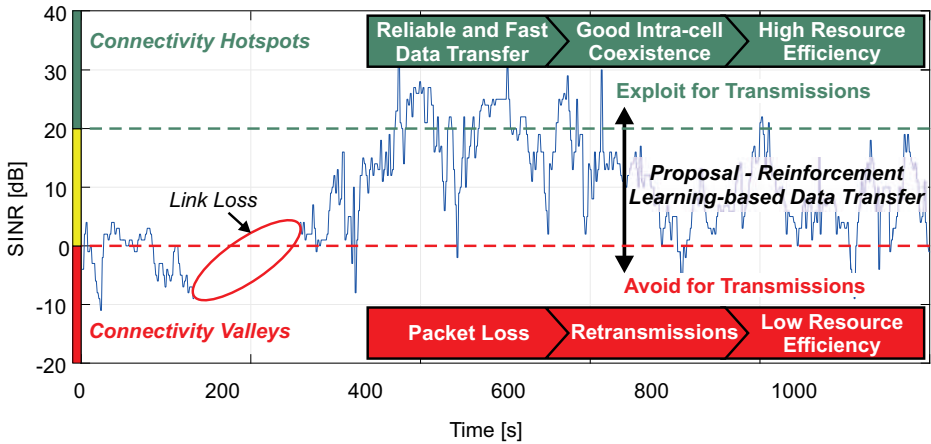 40
30
20
10
0
-10
-20
SINR [dB]
Connectivity Hotspots
Reliable and Fast
Data Transfer
Good Intra-cell
Coexistence
High Resource
Efficiency
Exploit for Transmissions
Link Loss
Proposal - Reinforcement
Learning-based Data Transfer
Avoid for Transmissions
Connectivity Valleys
Packet Loss
Retransmissions
Low Resource
Efficiency
0
200
400
600
800
1000
Time [s]